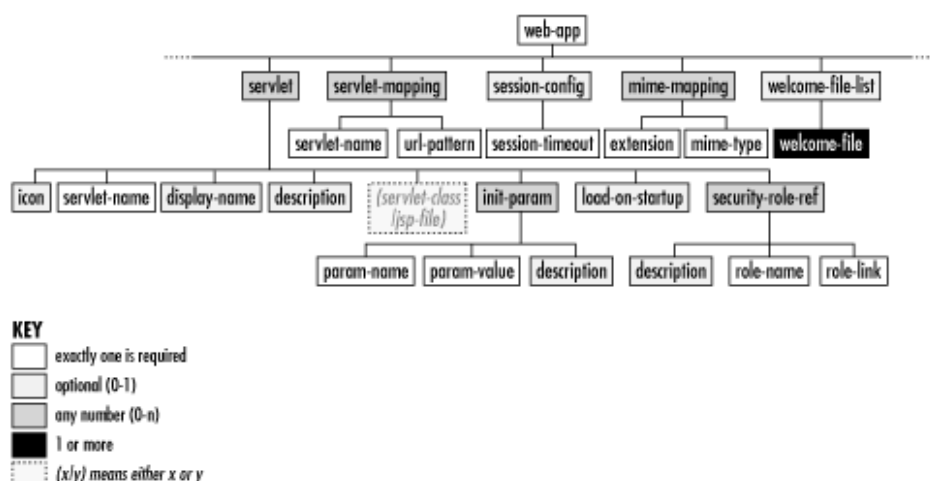 web-app
servlet servlet-mapping session-config mime-mapping welcome-file-list
servlet-name url-pattern session-timeout extension mime-type welcome-file
icon servlet-name display-name description (servlet-class init-param load-on-startup security-role-ref
|jsp-file)
param-name param-value description description role-name role-link
KEY
exactly one is required
optional (0-1)
any number (0-n)
1 or more
(x|y) means either x or y